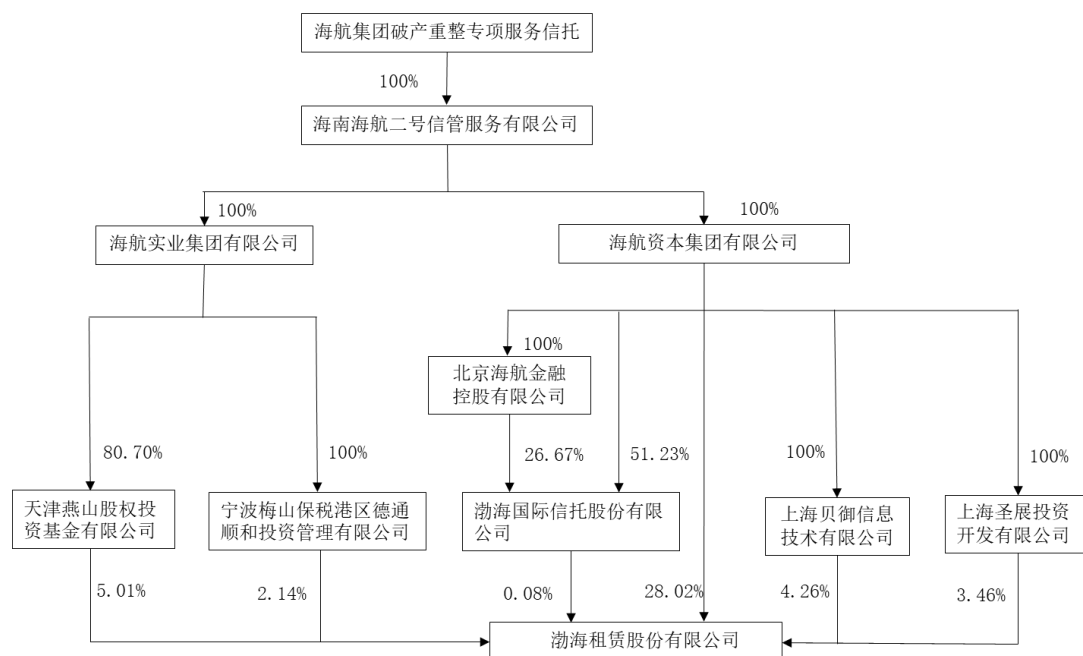 海航集团破产重整专项服务信托
100%
海南海航二号信管服务有限公司
100%
100%
海航实业集团有限公司
海航资本集团有限公司
100%
北京海航金融
控股有限公司
80.70%
100%
26.67%
51.23%
100%
100%
天津燕山股权投
资基金有限公司
宁波梅山保税港区德通
顺和投资管理有限公司
渤海国际信托股份有限
公司
上海贝御信息
技术有限公司
上海圣展投资
开发有限公司
5.01%
2.14%
0.08%
28.02%
4.26%
3.46%
渤海租赁股份有限公司